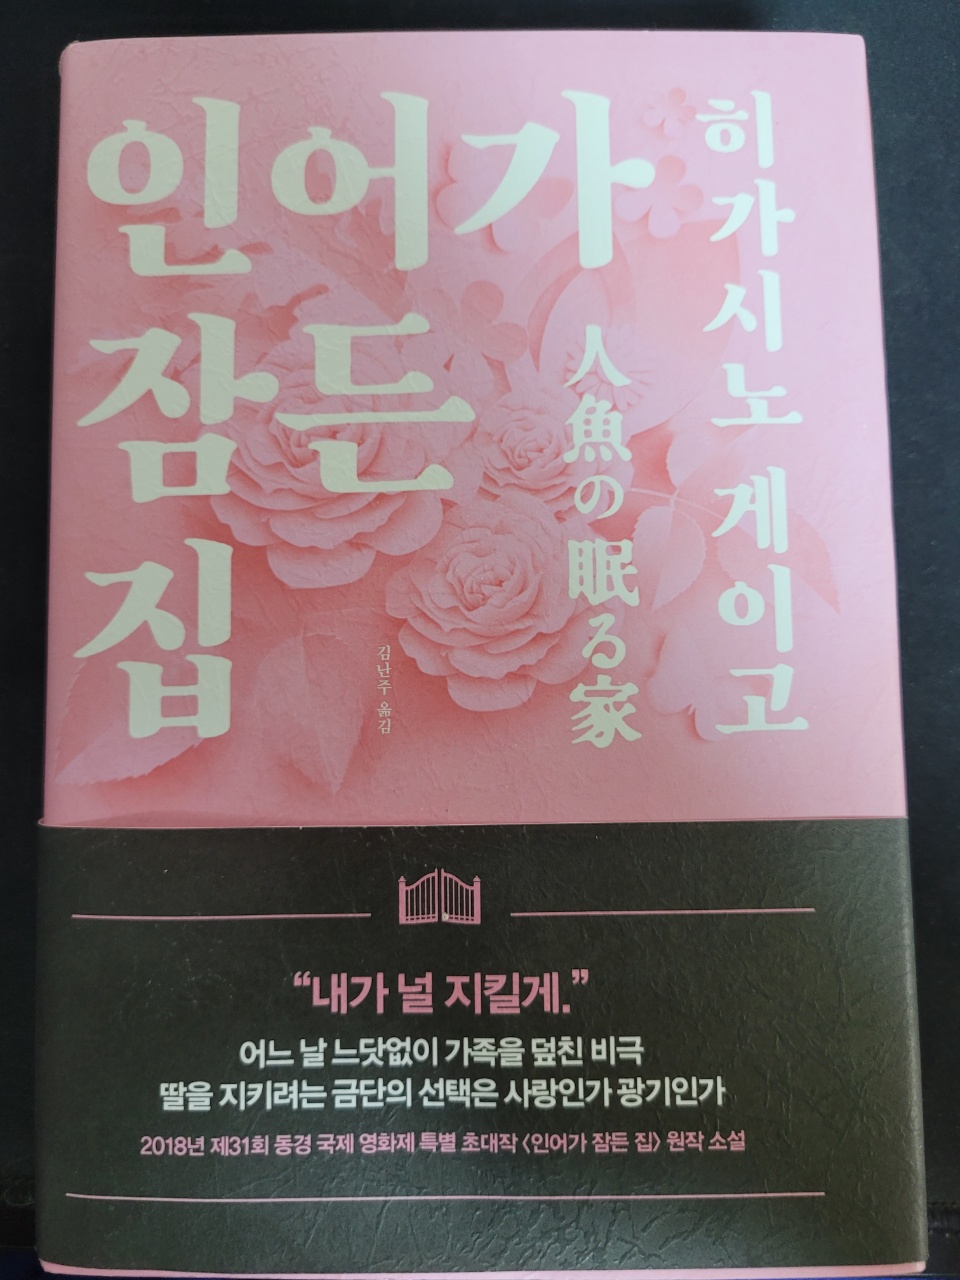 인어가
잠든
집
히가시노 게이고
人魚の眠る家
김난주 옮김
“내가 널 지킬게.”
어느 날 느닷없이 가족을 덮친 비극
딸을 지키려는 금단의 선택은 사랑인가 광기인가
2018년 제31회 동경 국제 영화제 특별 초대작 〈인어가 잠든 집〉 원작 소설